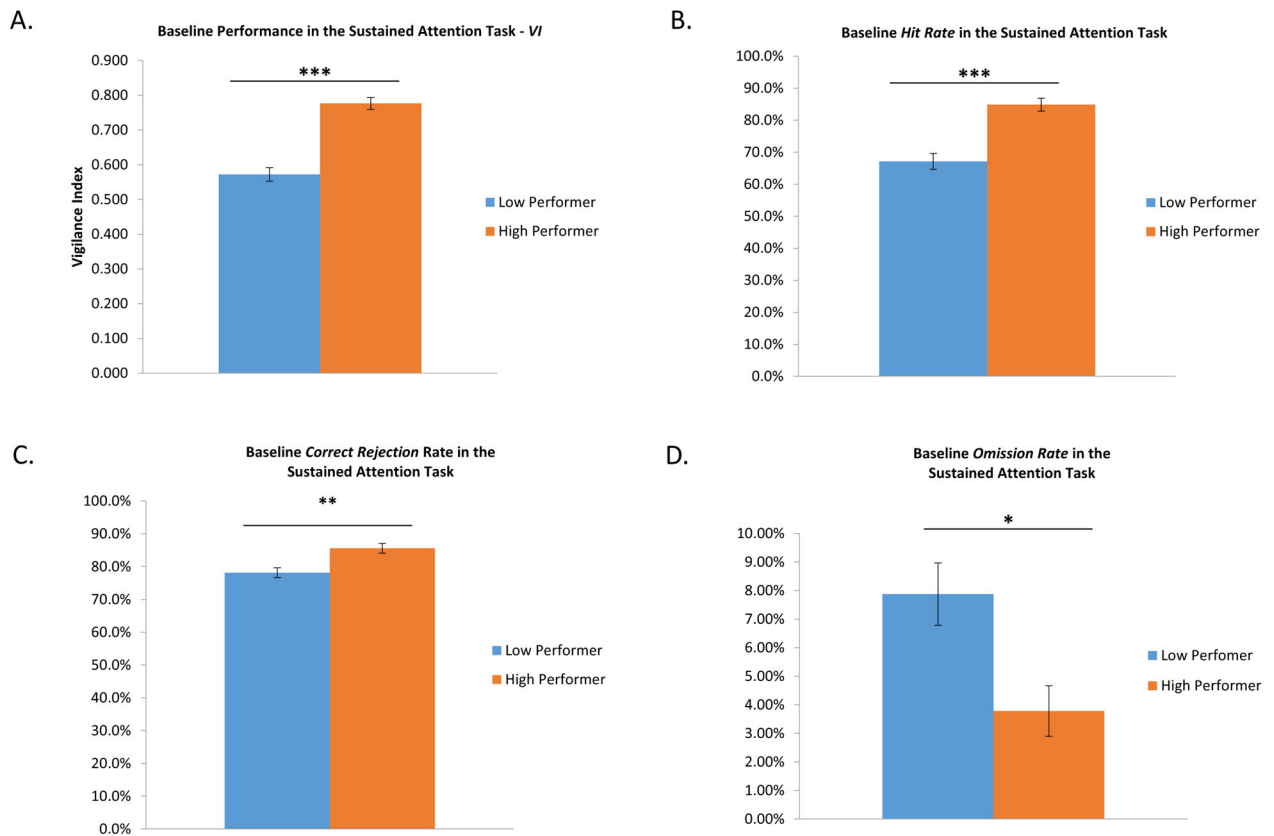 A.
Baseline Performance in the Sustained Attention Task - VI
0.900
0.800
0.700
0.600
0.500
0.400
0.300
0.200
0.100
0.000
Vigilance Index
***
Low Performer
High Performer
B.
Baseline Hit Rate in the Sustained Attention Task
100.0%
90.0%
80.0%
70.0%
60.0%
50.0%
40.0%
30.0%
20.0%
10.0%
0.0%
***
Low Performer
High Performer
C.
Baseline Correct Rejection Rate in the
Sustained Attention Task
100.0%
90.0%
80.0%
70.0%
60.0%
50.0%
40.0%
30.0%
20.0%
10.0%
0.0%
**
Low Performer
High Performer
D.
Baseline Omission Rate in the
Sustained Attention Task
10.00%
9.00%
8.00%
7.00%
6.00%
5.00%
4.00%
3.00%
2.00%
1.00%
0.00%
*
Low Perfomer
High Performer